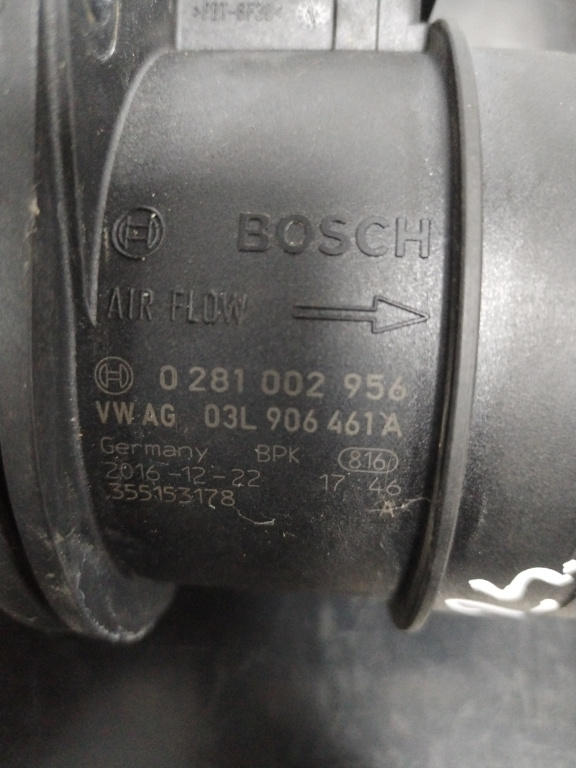 BOSCH
AIR FLOW
0 281 002 956
VW AG 03L 906 461 A
Germany BPK 816
2016-12-22 17 46
355153178 A